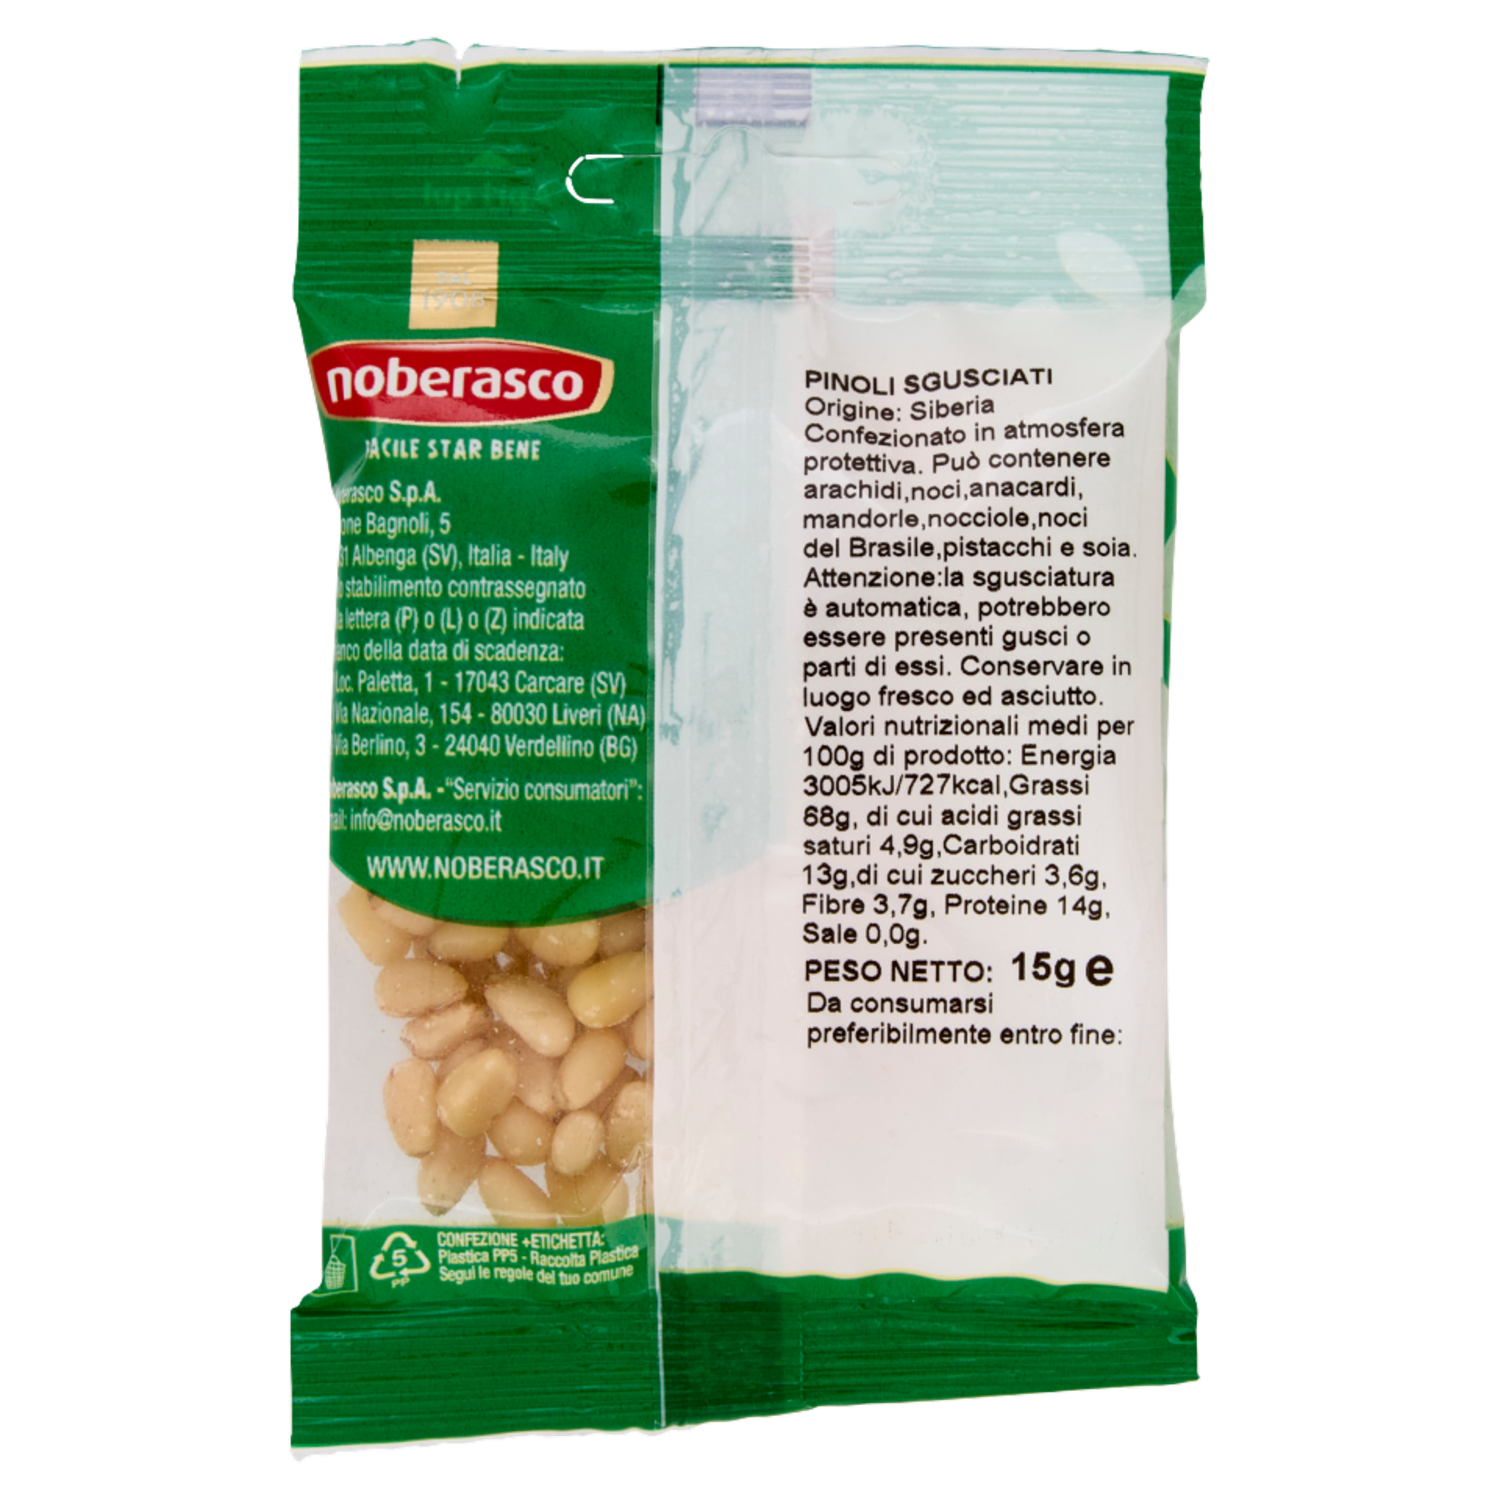 DAL
1908
noberasco
FACILE STAR BENE
S.p.A.
Bagnoli, 5
Albenga (SV), Italia - Italy
stabilimento contrassegnato
lettera (P) o (L) o (Z) indicata
della data di scadenza:
Loc. Paletta, 1 - 17043 Carcare (SV)
Via Nazionale, 154 - 80030 Liveri (NA)
Via Berlino, 3 - 24040 Verdellino (BG)
S.p.A. -"Servizio consumatori":
info@noberasco.it
WWW.NOBERASCO.IT
5
PP
CONFEZIONE +ETICHETTA:
Plastica PP5 - Raccolta Plastica
Segui le regole del tuo comune
PINOLI SGUSCIATI
Origine: Siberia
Confezionato in atmosfera
protettiva. Può contenere
arachidi,noci,anacardi,
mandorle,nocciole,noci
del Brasile,pistacchi e soia.
Attenzione:la sgusciatura
è automatica, potrebbero
essere presenti gusci o
parti di essi. Conservare in
luogo fresco ed asciutto.
Valori nutrizionali medi per
100g di prodotto: Energia
3005kJ/727kcal,Grassi
68g, di cui acidi grassi
saturi 4,9g,Carboidrati
13g,di cui zuccheri 3,6g,
Fibre 3,7g, Proteine 14g,
Sale 0,0g.
PESO NETTO: 15g e
Da consumarsi
preferibilmente entro fine: